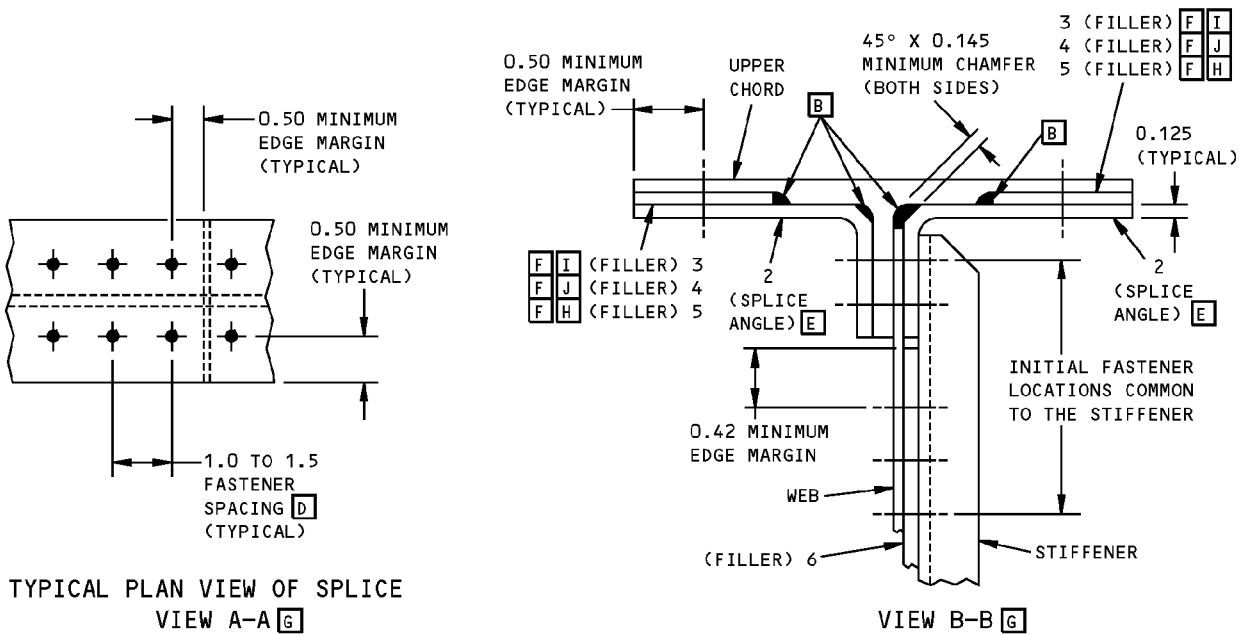 0.50 MINIMUM
EDGE MARGIN
(TYPICAL)
0.50 MINIMUM
EDGE MARGIN
(TYPICAL)
1.0 TO 1.5
FASTENER
SPACING D
(TYPICAL)
TYPICAL PLAN VIEW OF SPLICE
VIEW A-A G
0.50 MINIMUM
EDGE MARGIN
(TYPICAL)
UPPER
CHORD
B
45° X 0.145
MINIMUM CHAMFER
(BOTH SIDES)
3 (FILLER) F I
4 (FILLER) F J
5 (FILLER) F H
B
0.125
(TYPICAL)
F I (FILLER) 3
F J (FILLER) 4
F H (FILLER) 5
2
(SPLICE
ANGLE) E
2
(SPLICE
ANGLE) E
INITIAL FASTENER
LOCATIONS COMMON
TO THE STIFFENER
0.42 MINIMUM
EDGE MARGIN
WEB
(FILLER) 6
STIFFENER
VIEW B-B G